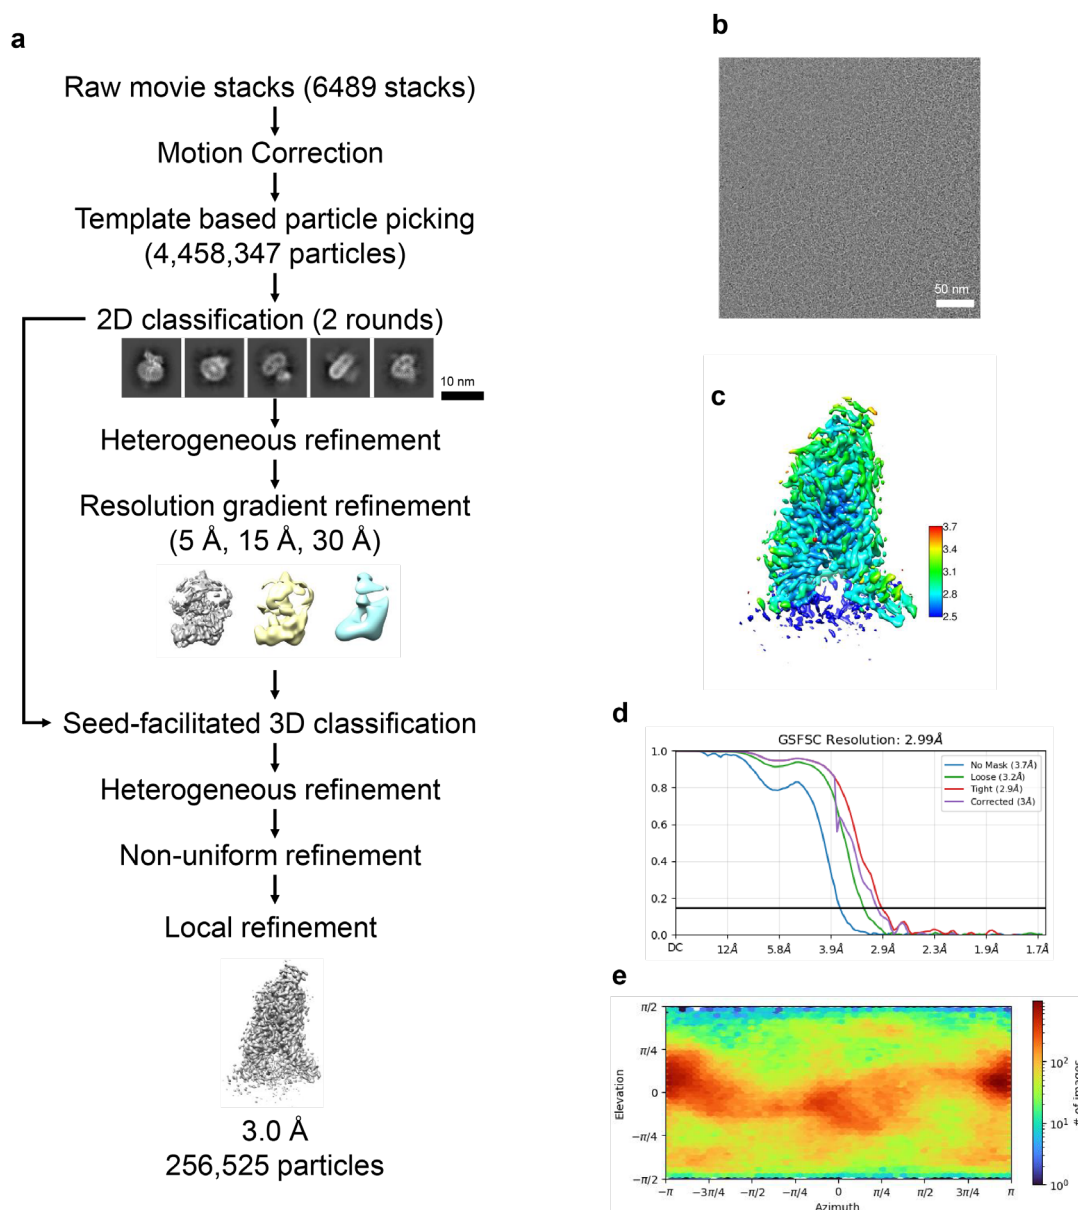 a
Raw movie stacks (6489 stacks)
Motion Correction
Template based particle picking
(4,458,347 particles)
2D classification (2 rounds)
10 nm
Heterogeneous refinement
Resolution gradient refinement
(5 Å, 15 Å, 30 Å)
Seed-facilitated 3D classification
Heterogeneous refinement
Non-uniform refinement
Local refinement
3.0 Å
256,525 particles
b
50 nm
c
3.7
3.4
3.1
2.8
2.5
d
GSFSC Resolution: 2.99Å
1.0
0.8
0.6
0.4
0.2
0.0
No Mask (3.7Å)
Loose (3.2Å)
Tight (2.9Å)
Corrected (3Å)
DC 12Å 5.8Å 3.9Å 2.9Å 2.3Å 1.9Å 1.7Å
e
π/2
π/4
0
−π/4
−π/2
Elevation
−π −3π/4 −π/2 −π/4 0 π/4 π/2 3π/4 π
Azimuth
10²
10¹
10⁰
# of images